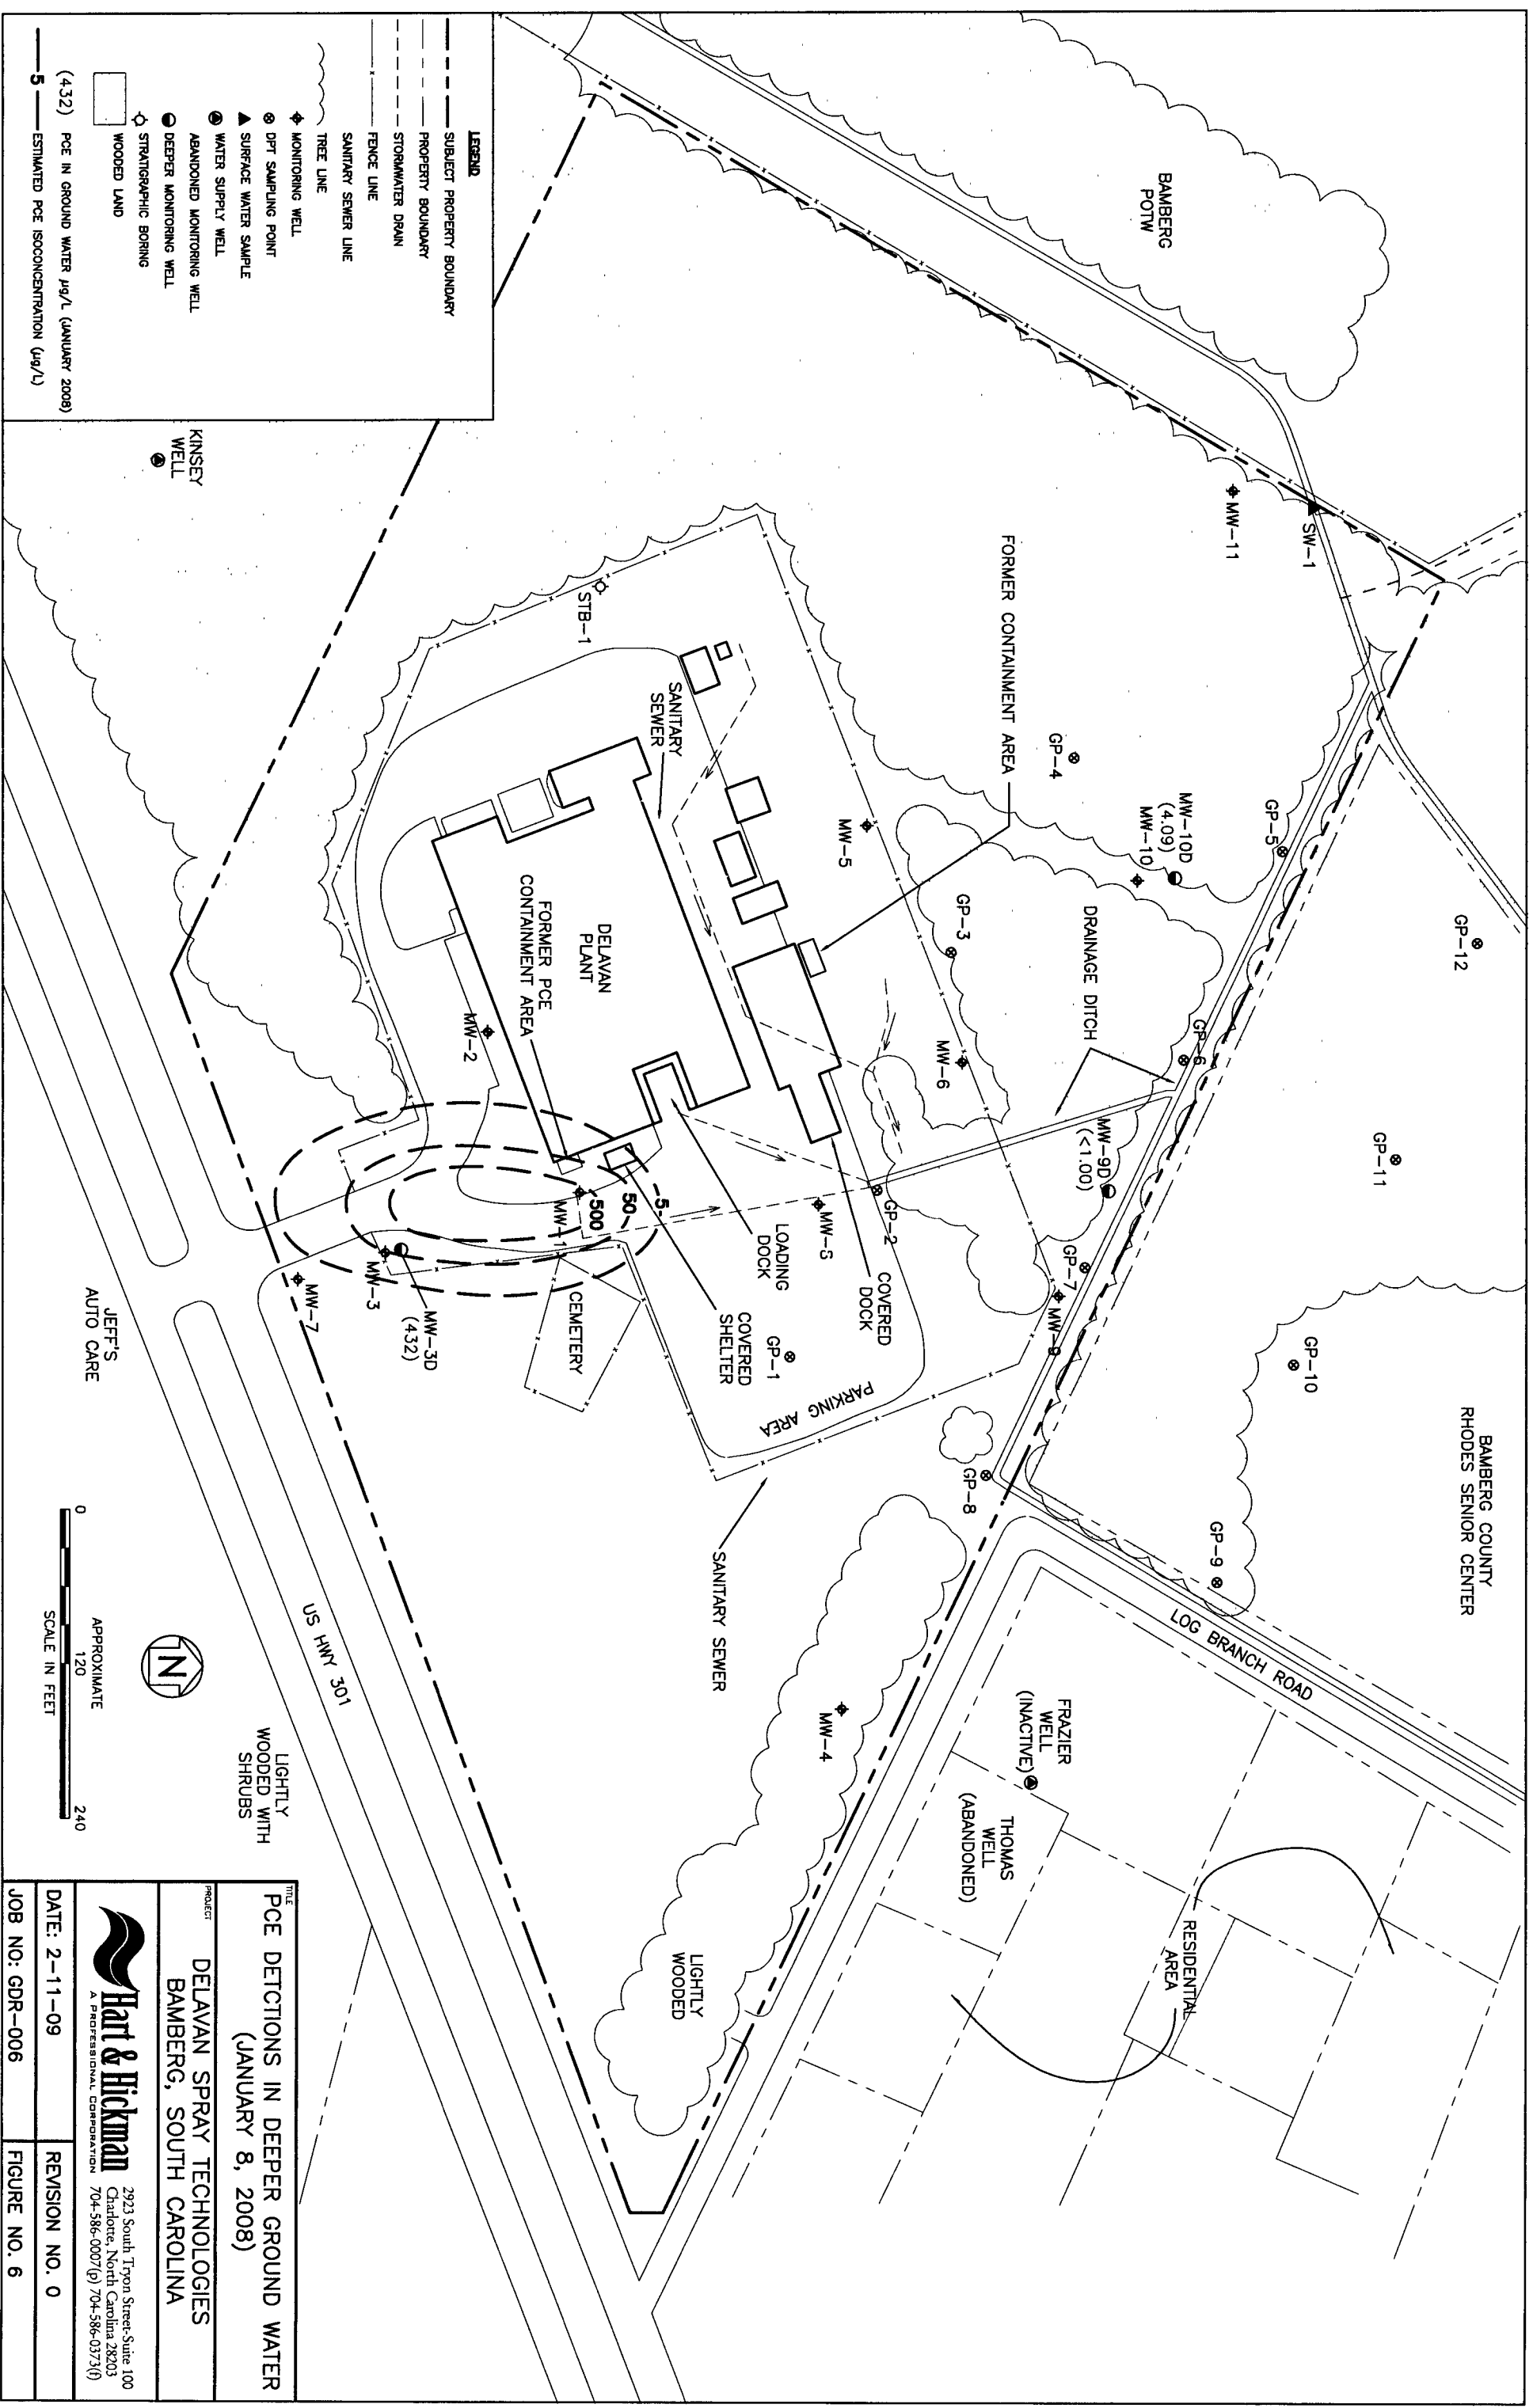 BAMBERG
POTW
SW-1
MW-11
FORMER CONTAINMENT AREA
GP-4
MW-10D
(4.09)
MW-10
GP-5
GP-12
BAMBERG COUNTY
RHODES SENIOR CENTER
GP-11
GP-10
GP-9
LOG BRANCH ROAD
DRAINAGE DITCH
GP-3
GP-6
MW-5
MW-6
MW-9D
(<1.00)
GP-7
MW-9
GP-8
STB-1
SANITARY
SEWER
DELAVAN
PLANT
FORMER PCE
CONTAINMENT AREA
MW-2
GP-2
MW-5
COVERED
DOCK
LOADING
DOCK
COVERED
SHELTER
GP-1
PARKING AREA
5
50
500
MW-1
CEMETERY
MW-3D
(432)
MW-3
MW-7
SANITARY SEWER
MW-4
FRAZIER
WELL
(INACTIVE)
THOMAS
WELL
(ABANDONED)
RESIDENTIAL
AREA
LIGHTLY
WOODED
KINSEY
WELL
JEFF'S
AUTO CARE
US HWY 301
LIGHTLY
WOODED WITH
SHRUBS
N
0 120 240
APPROXIMATE
SCALE IN FEET
LEGEND
SUBJECT PROPERTY BOUNDARY
PROPERTY BOUNDARY
STORMWATER DRAIN
FENCE LINE
SANITARY SEWER LINE
TREE LINE
MONITORING WELL
DPT SAMPLING POINT
SURFACE WATER SAMPLE
WATER SUPPLY WELL
ABANDONED MONITORING WELL
DEEPER MONITORING WELL
STRATIGRAPHIC BORING
WOODED LAND
(432) PCE IN GROUND WATER µg/L (JANUARY 2008)
5 ESTIMATED PCE ISOCONCENTRATION (µg/L)
TITLE
PCE DETCTIONS IN DEEPER GROUND WATER
(JANUARY 8, 2008)
PROJECT
DELAVAN SPRAY TECHNOLOGIES
BAMBERG, SOUTH CAROLINA
Hart & Hickman
A PROFESSIONAL CORPORATION
2923 South Tryon Street-Suite 100
Charlotte, North Carolina 28203
704-586-0007(p) 704-586-0373(f)
DATE: 2-11-09
REVISION NO. 0
JOB NO: GDR-006
FIGURE NO. 6